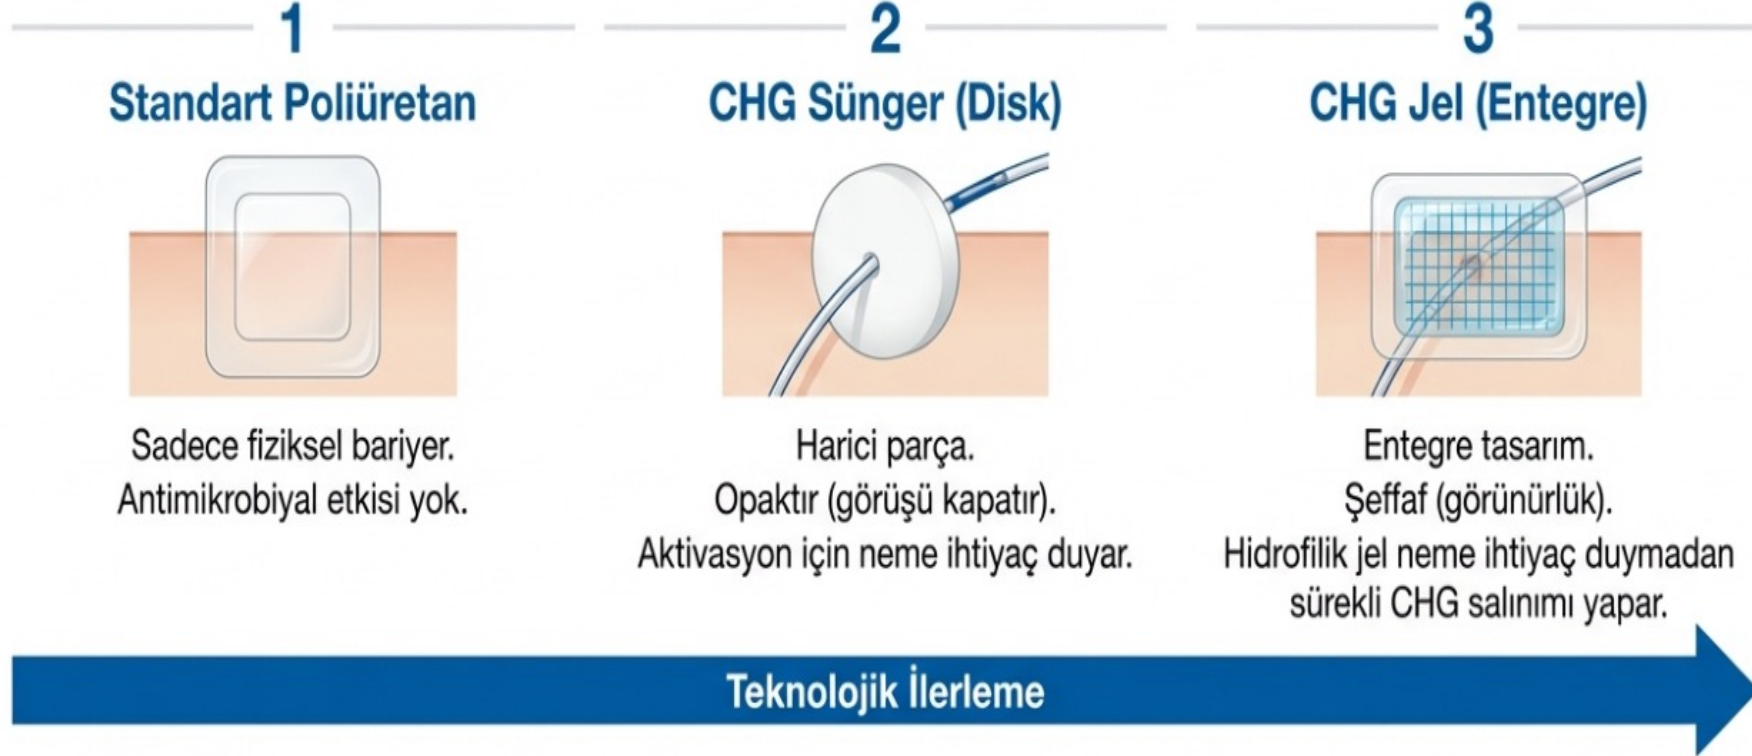 1
Standart Poliüretan
Sadece fiziksel bariyer.
Antimikrobiyal etkisi yok.
2
CHG Sünger (Disk)
Harici parça.
Opaktır (görüşü kapatır).
Aktivasyon için neme ihtiyaç duyar.
3
CHG Jel (Entegre)
Entegre tasarım.
Şeffaf (görünürlük).
Hidrofilik jel neme ihtiyaç duymadan
sürekli CHG salınımı yapar.
Teknolojik İlerleme